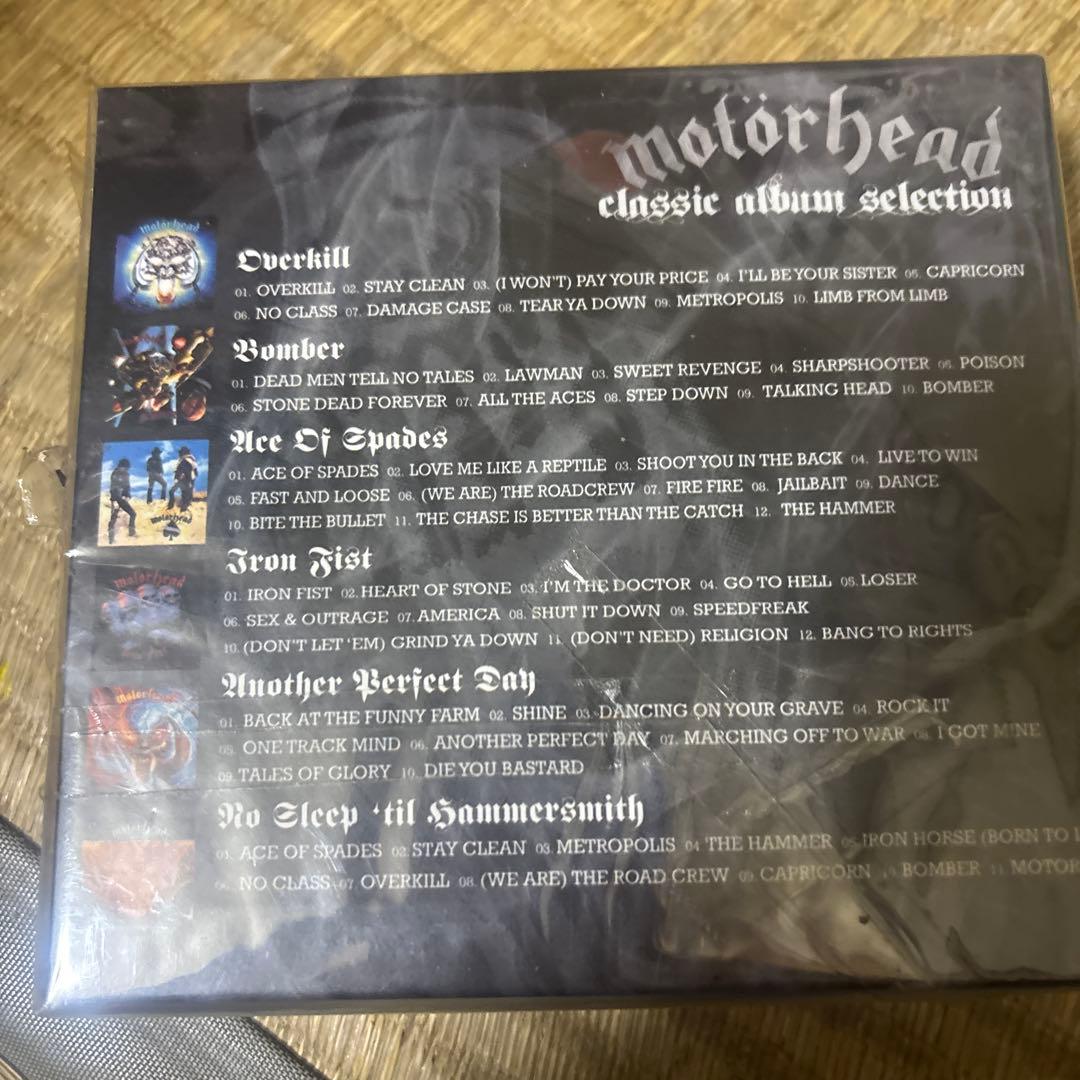 motörhead
classic album selection
Overkill
01. OVERKILL 02. STAY CLEAN 03. (I WON'T) PAY YOUR PRICE 04. I'LL BE YOUR SISTER 05. CAPRICORN
06. NO CLASS 07. DAMAGE CASE 08. TEAR YA DOWN 09. METROPOLIS 10. LIMB FROM LIMB
Bomber
01. DEAD MEN TELL NO TALES 02. LAWMAN 03. SWEET REVENGE 04. SHARPSHOOTER 05. POISON
06. STONE DEAD FOREVER 07. ALL THE ACES 08. STEP DOWN 09. TALKING HEAD 10. BOMBER
Ace Of Spades
01. ACE OF SPADES 02. LOVE ME LIKE A REPTILE 03. SHOOT YOU IN THE BACK 04. LIVE TO WIN
05. FAST AND LOOSE 06. (WE ARE) THE ROADCREW 07. FIRE FIRE 08. JAILBAIT 09. DANCE
10. BITE THE BULLET 11. THE CHASE IS BETTER THAN THE CATCH 12. THE HAMMER
Iron Fist
01. IRON FIST 02. HEART OF STONE 03. I'M THE DOCTOR 04. GO TO HELL 05. LOSER
06. SEX & OUTRAGE 07. AMERICA 08. SHUT IT DOWN 09. SPEEDFREAK
10. (DON'T LET 'EM) GRIND YA DOWN 11. (DON'T NEED) RELIGION 12. BANG TO RIGHTS
Another Perfect Day
01. BACK AT THE FUNNY FARM 02. SHINE 03. DANCING ON YOUR GRAVE 04. ROCK IT
05. ONE TRACK MIND 06. ANOTHER PERFECT DAY 07. MARCHING OFF TO WAR 08. I GOT MINE
09. TALES OF GLORY 10. DIE YOU BASTARD
No Sleep 'til Hammersmith
01. ACE OF SPADES 02. STAY CLEAN 03. METROPOLIS 04 THE HAMMER 05. IRON HORSE (BORN TO
06. NO CLASS 07. OVERKILL 08. (WE ARE) THE ROAD CREW 09. CAPRICORN 10. BOMBER 11. MOTOR
motörhead
motörhead
motörhead
motörhead